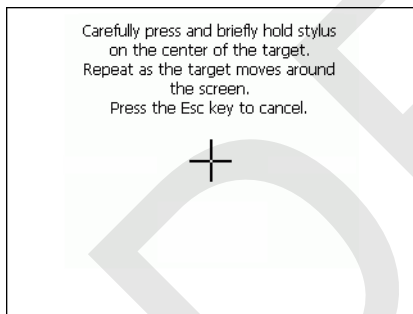 Carefully press and briefly hold stylus
on the center of the target.
Repeat as the target moves around
the screen.
Press the Esc key to cancel.